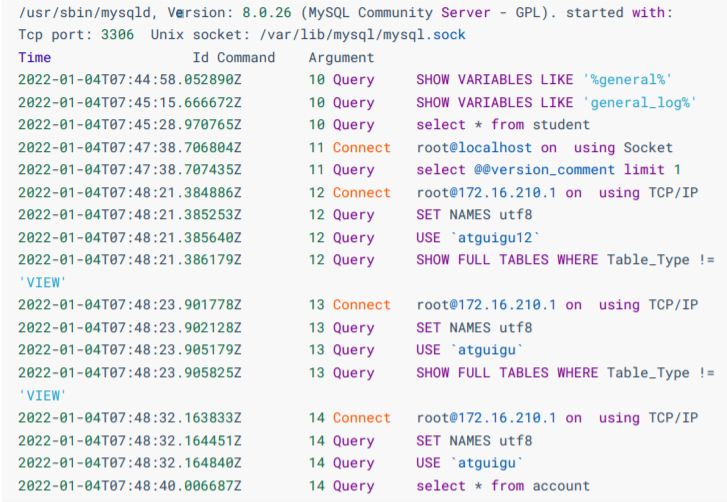 /usr/sbin/mysqld, Version: 8.0.26 (MySQL Community Server - GPL). started with:
Tcp port: 3306  Unix socket: /var/lib/mysql/mysql.sock
Time                 Id Command    Argument
2022-01-04T07:44:58.052890Z        10 Query     SHOW VARIABLES LIKE '%general%'
2022-01-04T07:45:15.666672Z        10 Query     SHOW VARIABLES LIKE 'general_log%'
2022-01-04T07:45:28.970765Z        10 Query     select * from student
2022-01-04T07:47:38.706804Z        11 Connect   root@localhost on  using Socket
2022-01-04T07:47:38.707435Z        11 Query     select @@version_comment limit 1
2022-01-04T07:48:21.384886Z        12 Connect   root@172.16.210.1 on  using TCP/IP
2022-01-04T07:48:21.385253Z        12 Query     SET NAMES utf8
2022-01-04T07:48:21.385640Z        12 Query     USE `atguigu12`
2022-01-04T07:48:21.386179Z        12 Query     SHOW FULL TABLES WHERE Table_Type !=
'VIEW'
2022-01-04T07:48:23.901778Z        13 Connect   root@172.16.210.1 on  using TCP/IP
2022-01-04T07:48:23.902128Z        13 Query     SET NAMES utf8
2022-01-04T07:48:23.905179Z        13 Query     USE `atguigu`
2022-01-04T07:48:23.905825Z        13 Query     SHOW FULL TABLES WHERE Table_Type !=
'VIEW'
2022-01-04T07:48:32.163833Z        14 Connect   root@172.16.210.1 on  using TCP/IP
2022-01-04T07:48:32.164451Z        14 Query     SET NAMES utf8
2022-01-04T07:48:32.164840Z        14 Query     USE `atguigu`
2022-01-04T07:48:40.006687Z        14 Query     select * from account